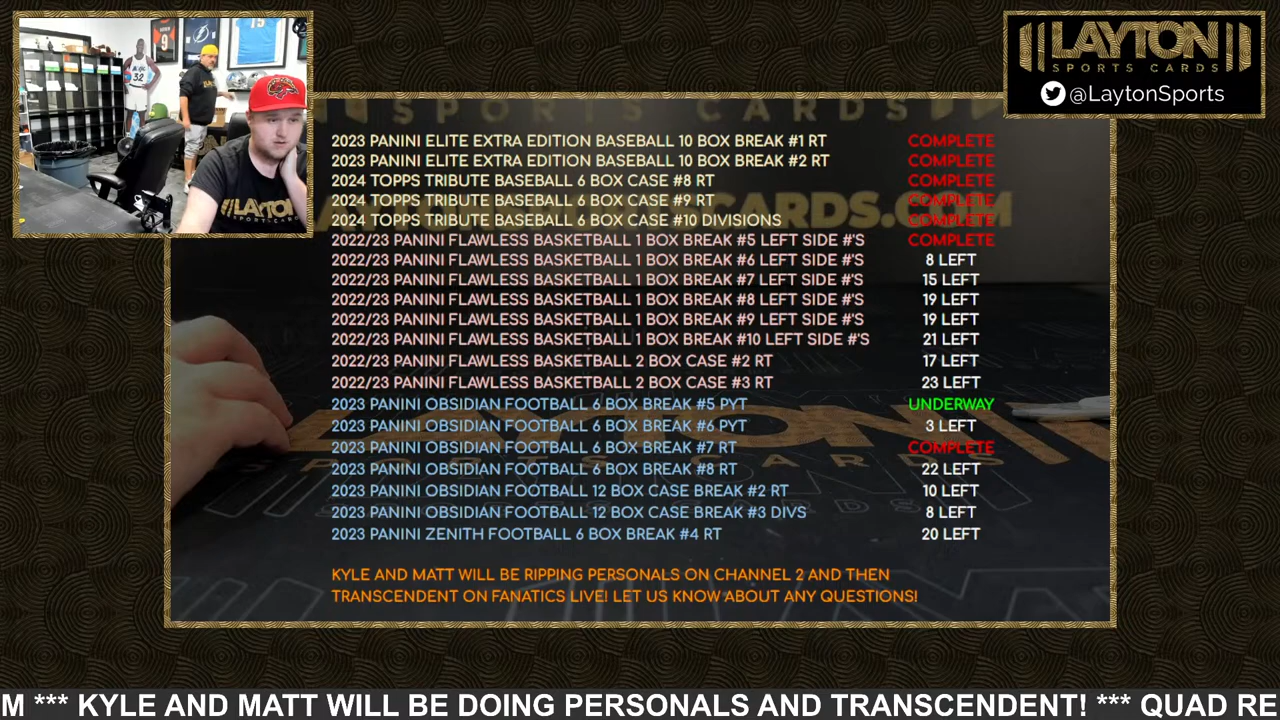 LAYTON
SPORTS CARDS
@LaytonSports
SPORTS CARDS
2023 PANINI ELITE EXTRA EDITION BASEBALL 10 BOX BREAK #1 RT COMPLETE
2023 PANINI ELITE EXTRA EDITION BASEBALL 10 BOX BREAK #2 RT COMPLETE
2024 TOPPS TRIBUTE BASEBALL 6 BOX CASE #8 RT COMPLETE
2024 TOPPS TRIBUTE BASEBALL 6 BOX CASE #9 RT COMPLETE
2024 TOPPS TRIBUTE BASEBALL 6 BOX CASE #10 DIVISIONS COMPLETE
2022/23 PANINI FLAWLESS BASKETBALL 1 BOX BREAK #5 LEFT SIDE #'S COMPLETE
2022/23 PANINI FLAWLESS BASKETBALL 1 BOX BREAK #6 LEFT SIDE #'S 8 LEFT
2022/23 PANINI FLAWLESS BASKETBALL 1 BOX BREAK #7 LEFT SIDE #'S 15 LEFT
2022/23 PANINI FLAWLESS BASKETBALL 1 BOX BREAK #8 LEFT SIDE #'S 19 LEFT
2022/23 PANINI FLAWLESS BASKETBALL 1 BOX BREAK #9 LEFT SIDE #'S 19 LEFT
2022/23 PANINI FLAWLESS BASKETBALL 1 BOX BREAK #10 LEFT SIDE #'S 21 LEFT
2022/23 PANINI FLAWLESS BASKETBALL 2 BOX CASE #2 RT 17 LEFT
2022/23 PANINI FLAWLESS BASKETBALL 2 BOX CASE #3 RT 23 LEFT
2023 PANINI OBSIDIAN FOOTBALL 6 BOX BREAK #5 PYT UNDERWAY
2023 PANINI OBSIDIAN FOOTBALL 6 BOX BREAK #6 PYT 3 LEFT
2023 PANINI OBSIDIAN FOOTBALL 6 BOX BREAK #7 RT COMPLETE
2023 PANINI OBSIDIAN FOOTBALL 6 BOX BREAK #8 RT 22 LEFT
2023 PANINI OBSIDIAN FOOTBALL 12 BOX CASE BREAK #2 RT 10 LEFT
2023 PANINI OBSIDIAN FOOTBALL 12 BOX CASE BREAK #3 DIVS 8 LEFT
2023 PANINI ZENITH FOOTBALL 6 BOX BREAK #4 RT 20 LEFT
KYLE AND MATT WILL BE RIPPING PERSONALS ON CHANNEL 2 AND THEN
TRANSCENDENT ON FANATICS LIVE! LET US KNOW ABOUT ANY QUESTIONS!
M *** KYLE AND MATT WILL BE DOING PERSONALS AND TRANSCENDENT! *** QUAD RE